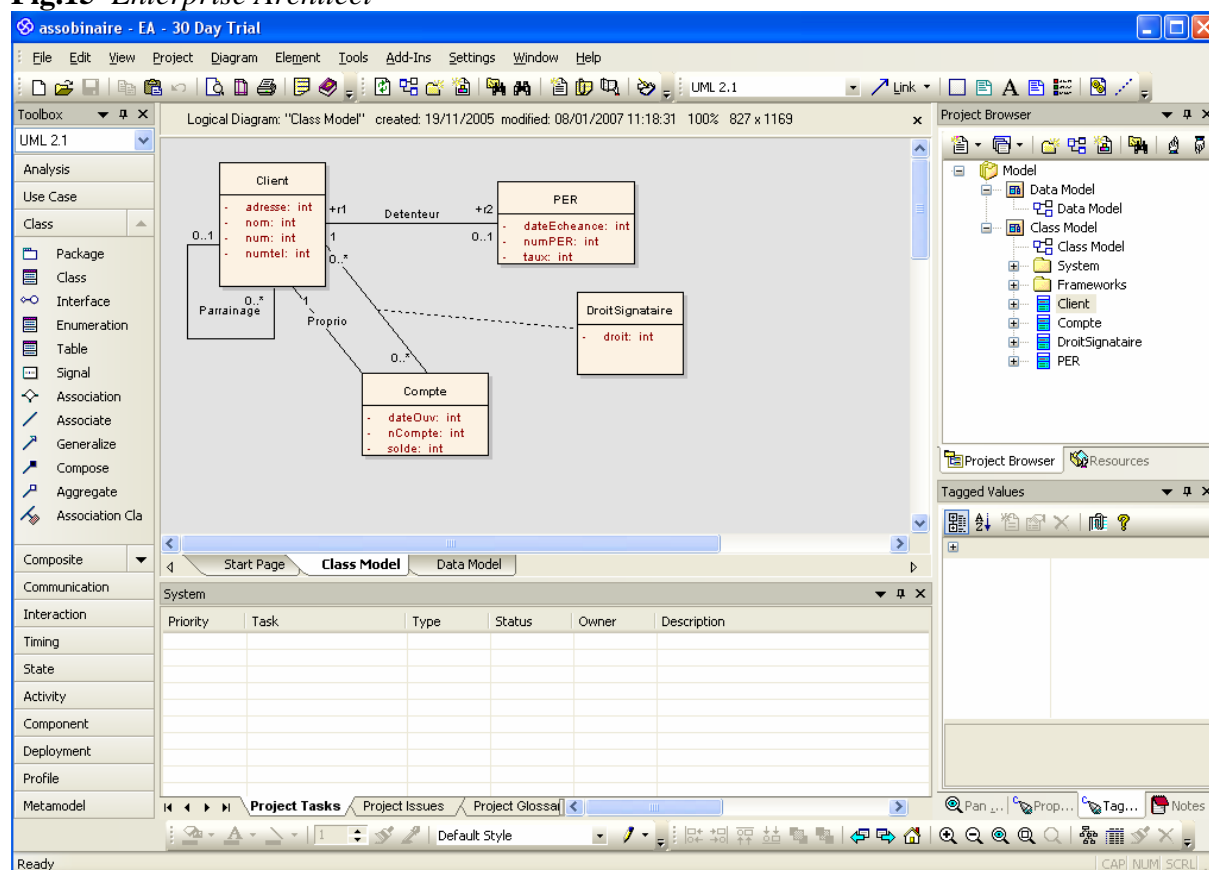 Fig.15 Enterprise Architect
assobinaire - EA - 30 Day Trial
File Edit View Project Diagram Element Tools Add-Ins Settings Window Help
UML 2.1
Link
Toolbox
UML 2.1
Analysis
Use Case
Class
Package
Class
Interface
Enumeration
Table
Signal
Association
Associate
Generalize
Compose
Aggregate
Association Cla
Composite
Communication
Interaction
Timing
State
Activity
Component
Deployment
Profile
Metamodel
Logical Diagram: "Class Model" created: 19/11/2005 modified: 08/01/2007 11:18:31 100% 827 x 1169
Client
- adresse: int
- nom: int
- num: int
- numtel: int
+r1 Detenteur +r2
1 0..1
PER
- dateEcheance: int
- numPER: int
- taux: int
0..1
0..*
Parrainage
0..*
1
Proprio
0..*
DroitSignataire
- droit: int
Compte
- dateOuv: int
- nCompte: int
- solde: int
Start Page Class Model Data Model
System
Priority Task Type Status Owner Description
Project Tasks Project Issues Project Glossar
Default Style
1
Project Browser
Model
Data Model
Data Model
Class Model
Class Model
System
Frameworks
Client
Compte
DroitSignataire
PER
Project Browser Resources
Tagged Values
Pan ... Prop... Tag... Notes
Ready
CAP NUM SCRL